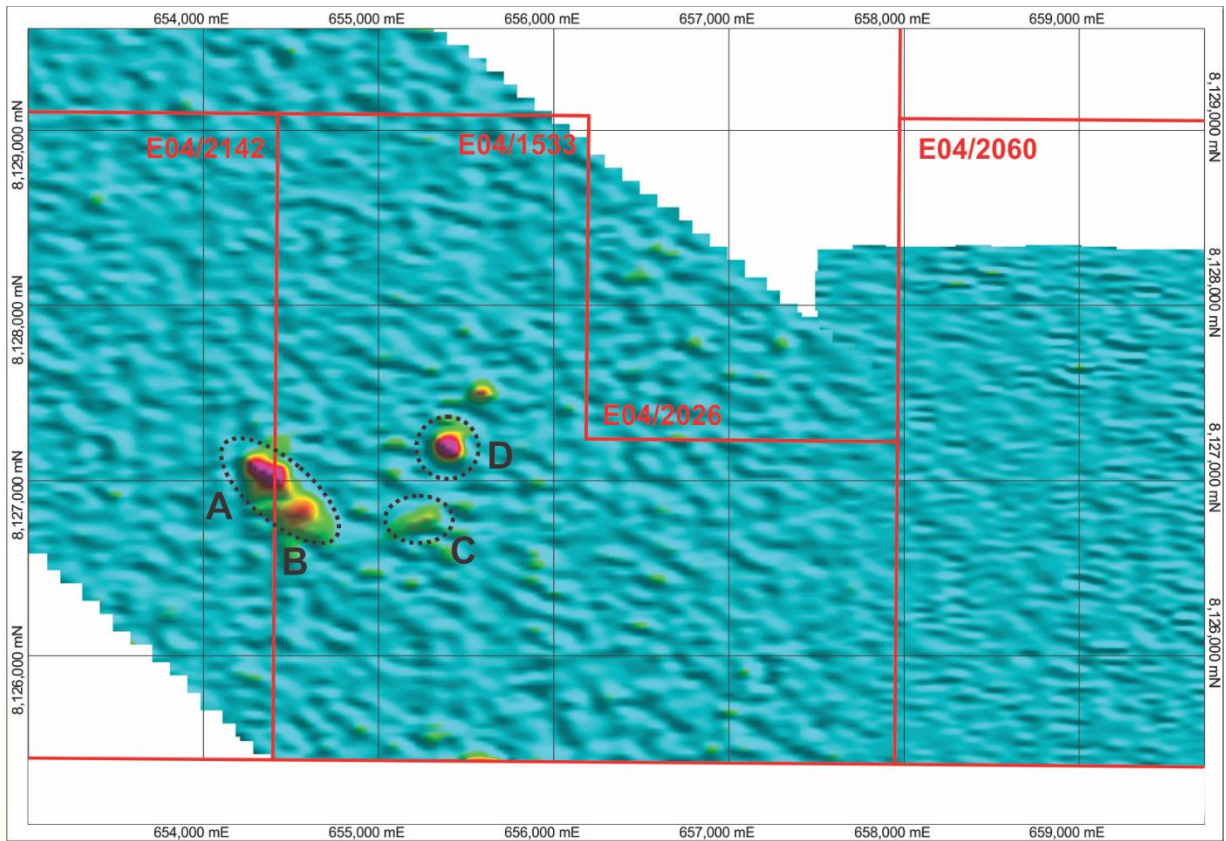 654,000 mE 655,000 mE 656,000 mE 657,000 mE 658,000 mE 659,000 mE
8,129,000 mN
8,128,000 mN
8,127,000 mN
8,126,000 mN
E04/2142
E04/1533
E04/2060
E04/2026
A
B
C
D
8,129,000 mN
8,128,000 mN
8,127,000 mN
8,126,000 mN
654,000 mE 655,000 mE 656,000 mE 657,000 mE 658,000 mE 659,000 mE